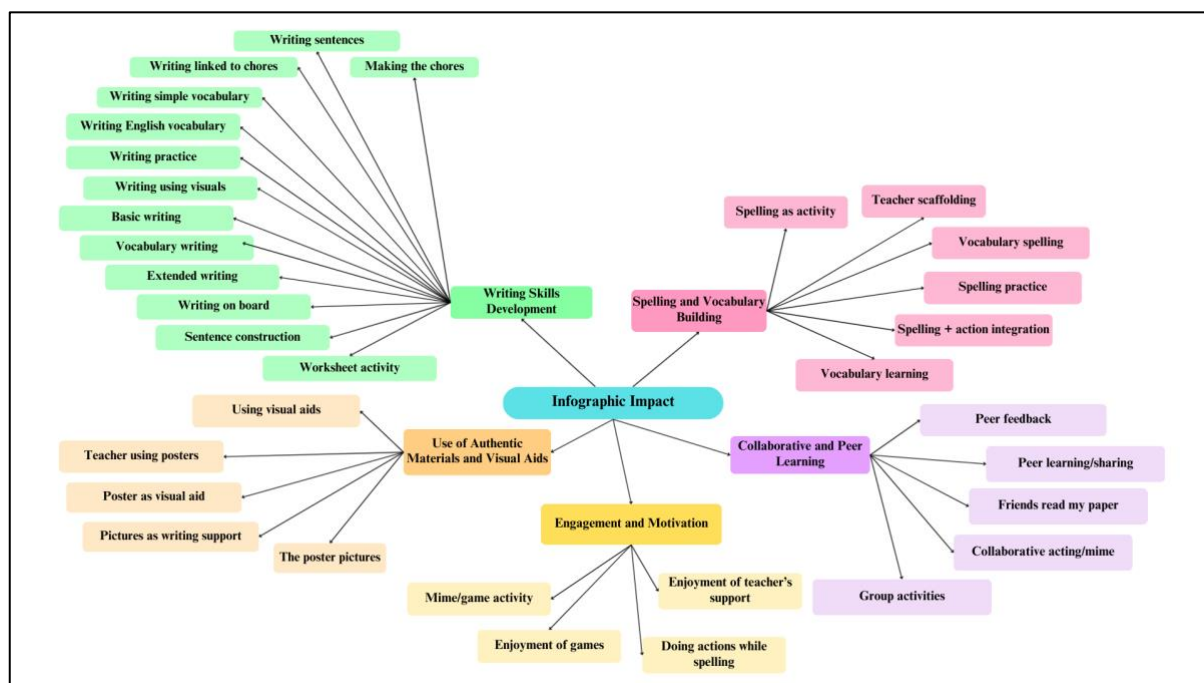 Writing sentences
Writing linked to chores
Making the chores
Writing simple vocabulary
Writing English vocabulary
Writing practice
Writing using visuals
Basic writing
Vocabulary writing
Extended writing
Writing on board
Sentence construction
Worksheet activity
Writing Skills
Development
Spelling as activity
Teacher scaffolding
Vocabulary spelling
Spelling practice
Spelling + action integration
Vocabulary learning
Spelling and Vocabulary
Building
Infographic Impact
Using visual aids
Teacher using posters
Poster as visual aid
Pictures as writing support
The poster pictures
Use of Authentic
Materials and Visual Aids
Engagement and Motivation
Mime/game activity
Enjoyment of games
Enjoyment of teacher's
support
Doing actions while
spelling
Collaborative and Peer
Learning
Peer feedback
Peer learning/sharing
Friends read my paper
Collaborative acting/mime
Group activities